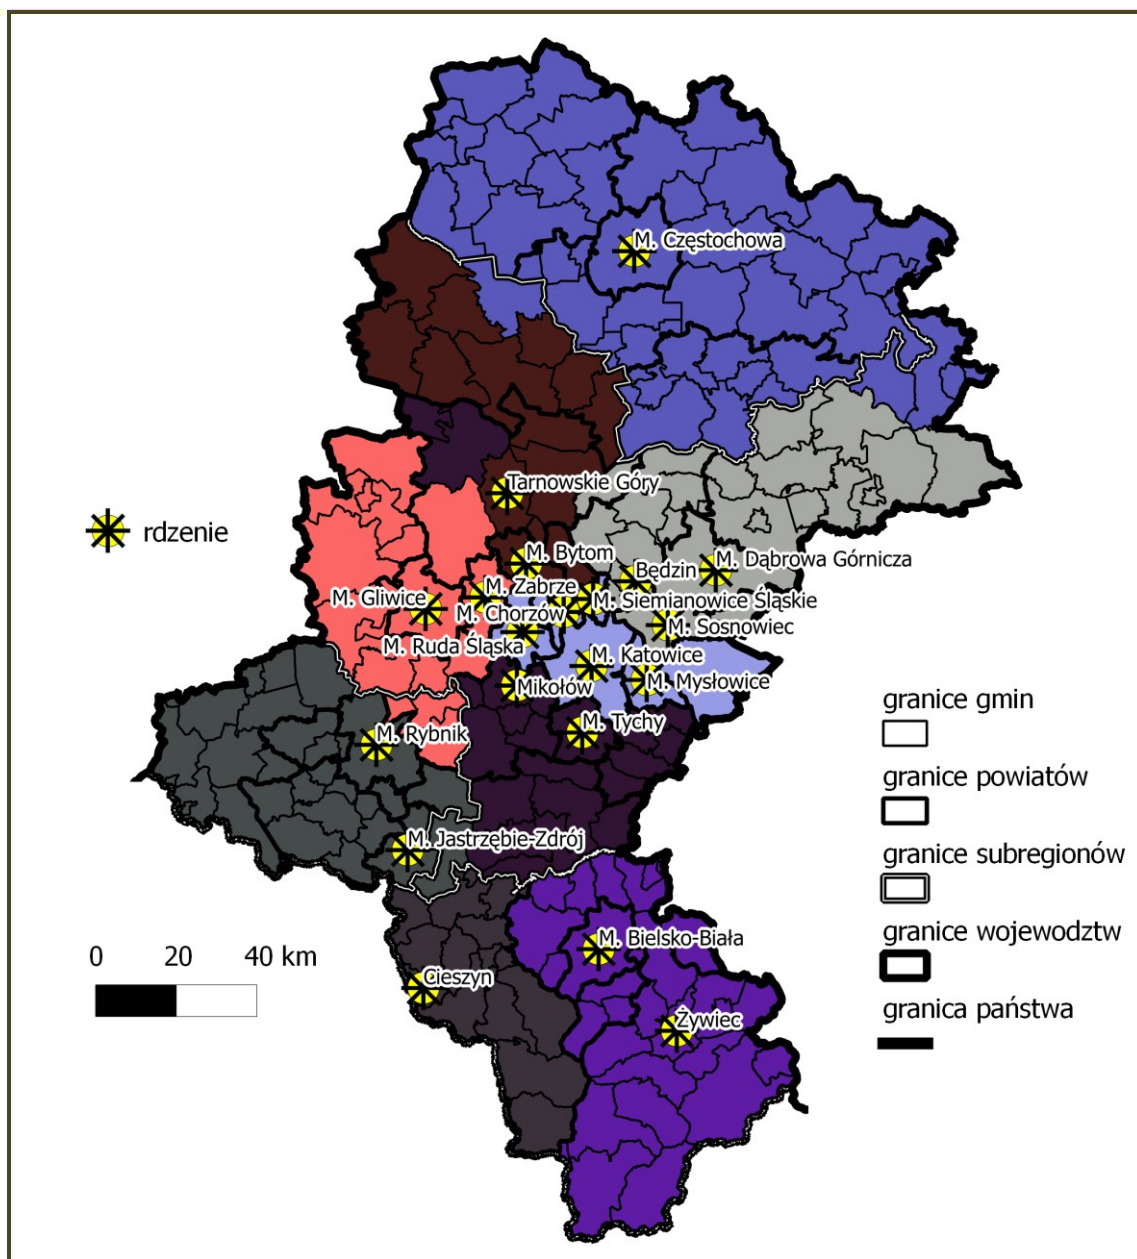 M. Częstochowa
Tarnowskie Góry
rdzenie
M. Bytom
M. Dąbrowa Górnicza
Będzin
M. Zabrze
M. Gliwice
M. Siemianowice Śląskie
M. Chorzów
M. Sosnowiec
M. Ruda Śląska
M. Katowice
M. Mysłowice
Mikołów
M. Tychy
M. Rybnik
M. Jastrzębie-Zdrój
M. Bielsko-Biała
Cieszyn
Żywiec
0 20 40 km
granice gmin
granice powiatów
granice subregionów
granice wojewodztw
granica państwa